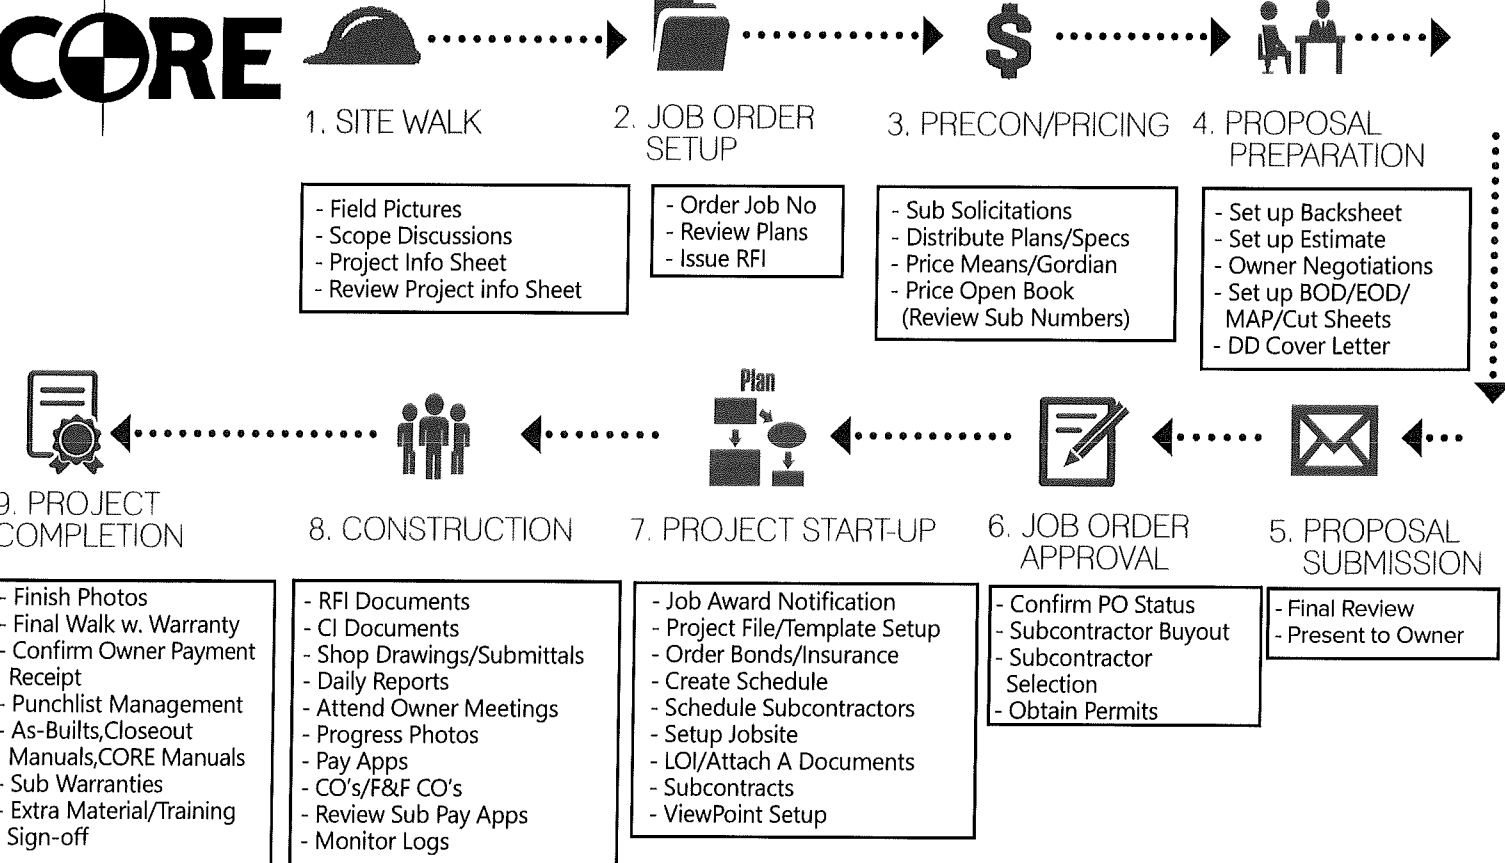 CORE
1. SITE WALK
- Field Pictures
- Scope Discussions
- Project Info Sheet
- Review Project info Sheet
2. JOB ORDER
SETUP
- Order Job No
- Review Plans
- Issue RFI
3. PRECON/PRICING
- Sub Solicitations
- Distribute Plans/Specs
- Price Means/Gordian
- Price Open Book
(Review Sub Numbers)
4. PROPOSAL
PREPARATION
- Set up Backsheet
- Set up Estimate
- Owner Negotiations
- Set up BOD/EOD/
MAP/Cut Sheets
- DD Cover Letter
5. PROPOSAL
SUBMISSION
- Final Review
- Present to Owner
6. JOB ORDER
APPROVAL
- Confirm PO Status
- Subcontractor Buyout
- Subcontractor
Selection
- Obtain Permits
Plan
7. PROJECT START-UP
- Job Award Notification
- Project File/Template Setup
- Order Bonds/Insurance
- Create Schedule
- Schedule Subcontractors
- Setup Jobsite
- LOI/Attach A Documents
- Subcontracts
- ViewPoint Setup
8. CONSTRUCTION
- RFI Documents
- CI Documents
- Shop Drawings/Submittals
- Daily Reports
- Attend Owner Meetings
- Progress Photos
- Pay Apps
- CO's/F&F CO's
- Review Sub Pay Apps
- Monitor Logs
9. PROJECT
COMPLETION
- Finish Photos
- Final Walk w. Warranty
- Confirm Owner Payment
Receipt
- Punchlist Management
- As-Builts,Closeout
Manuals,CORE Manuals
- Sub Warranties
- Extra Material/Training
Sign-off